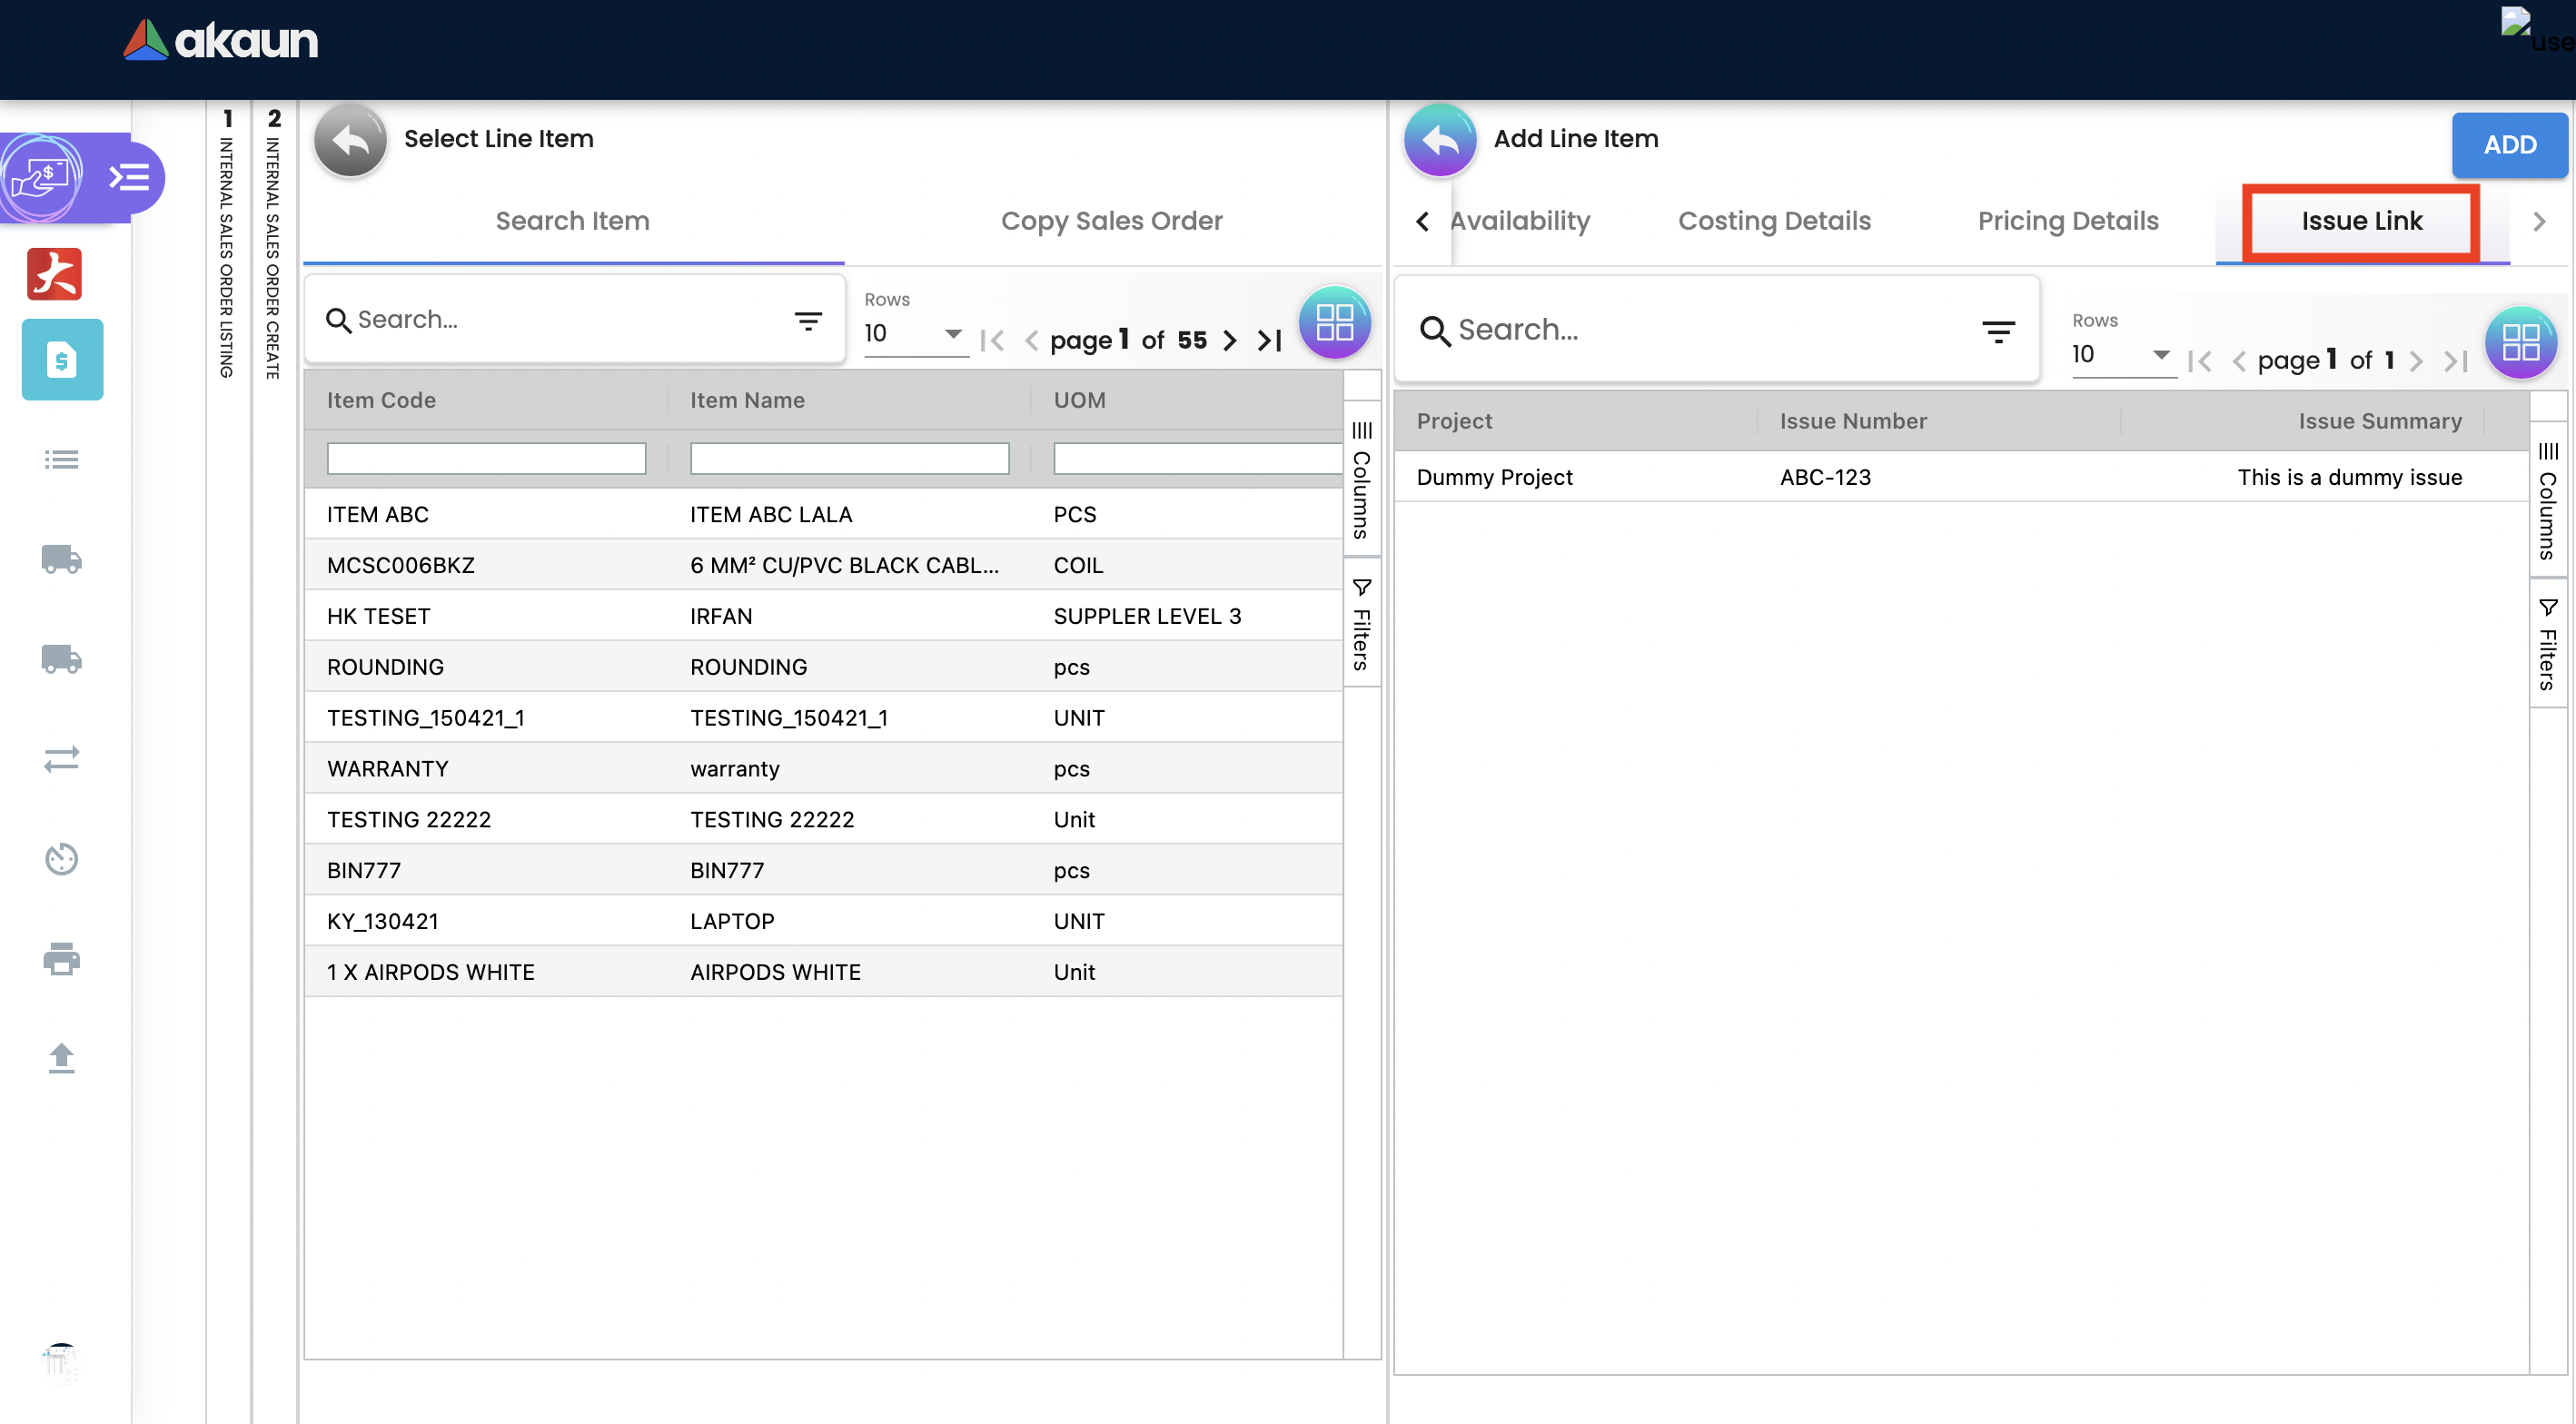 akaun
use
1 INTERNAL SALES ORDER LISTING
2 INTERNAL SALES ORDER CREATE
Select Line Item
Search Item
Copy Sales Order
Search...
Rows
10
page 1 of 55
Item Code Item Name UOM
ITEM ABC ITEM ABC LALA PCS
MCSC006BKZ 6 MM² CU/PVC BLACK CABL... COIL
HK TESET IRFAN SUPPLER LEVEL 3
ROUNDING ROUNDING pcs
TESTING_150421_1 TESTING_150421_1 UNIT
WARRANTY warranty pcs
TESTING 22222 TESTING 22222 Unit
BIN777 BIN777 pcs
KY_130421 LAPTOP UNIT
1 X AIRPODS WHITE AIRPODS WHITE Unit
Columns
Filters
Add Line Item
ADD
Availability Costing Details Pricing Details Issue Link
Search...
Rows
10
page 1 of 1
Project Issue Number Issue Summary
Dummy Project ABC-123 This is a dummy issue
Columns
Filters